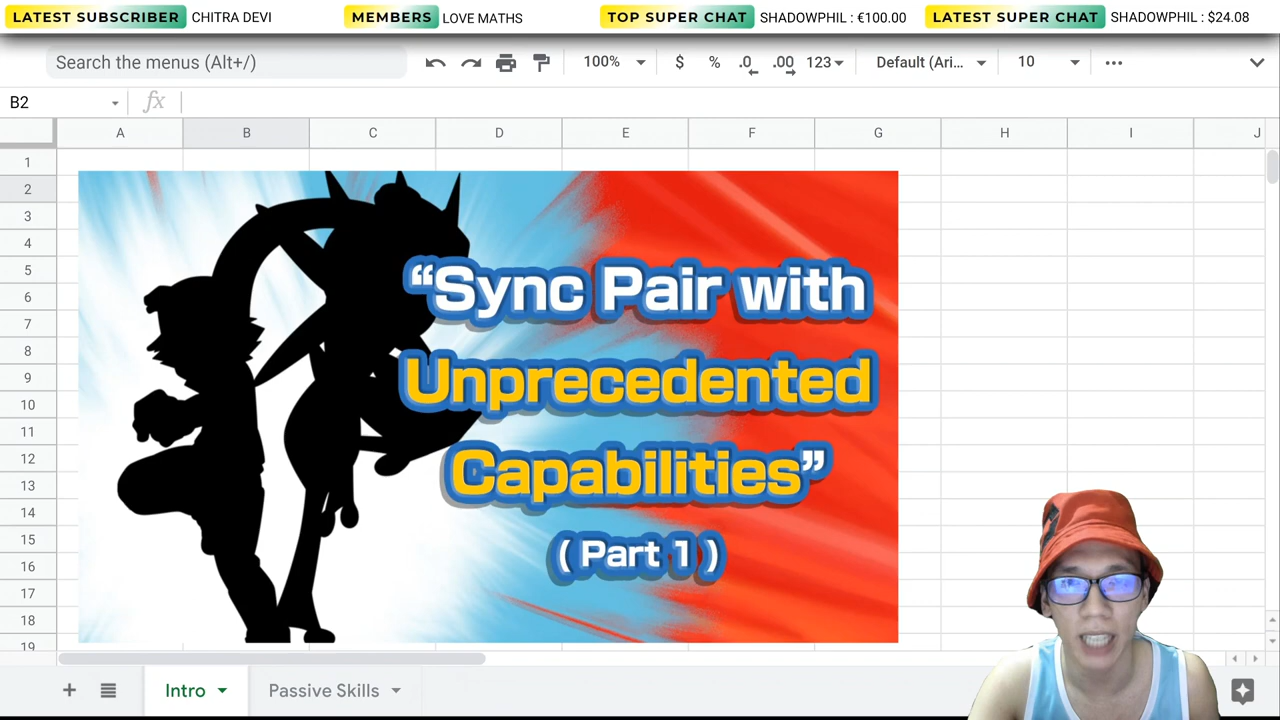 LATEST SUBSCRIBER CHITRA DEVI MEMBERS LOVE MATHS TOP SUPER CHAT SHADOWPHIL : €100.00 LATEST SUPER CHAT SHADOWPHIL : $24.08
Search the menus (Alt+/) 100% $ % .0 .00 123 Default (Ari... 10
B2 fx
A B C D E F G H I J
1
2
3
4
5
6
7
8
9
10
11
12
13
14
15
16
17
18
19
“Sync Pair with
Unprecedented
Capabilities”
( Part 1 )
Intro Passive Skills